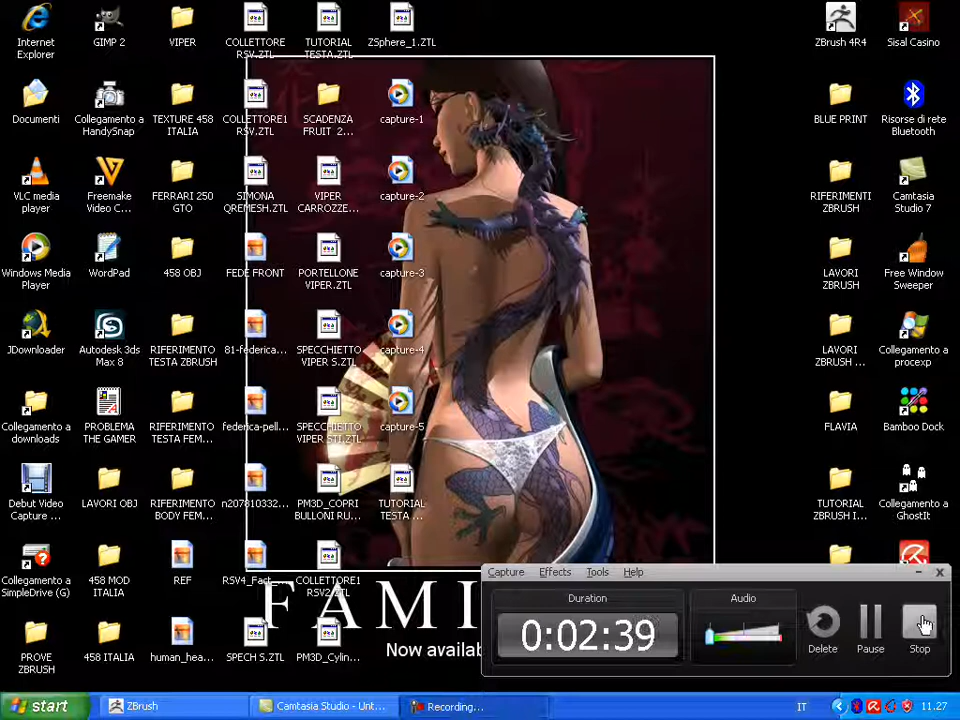 Internet
Explorer
GIMP 2
VIPER
COLLETTORE
RSV.ZTL
TUTORIAL
TESTA.ZTL
ZSphere_1.ZTL
ZBrush 4R4
Sisal Casino
Documenti
Collegamento a
HandySnap
TEXTURE 458
ITALIA
COLLETTORE1
RSV.ZTL
SCADENZA
FRUIT 2...
capture-1
BLUE PRINT
Risorse di rete
Bluetooth
VLC media
player
Freemake
Video C...
FERRARI 250
GTO
SIMONA
QREMESH.ZTL
VIPER
CARROZZE...
capture-2
RIFERIMENTI
ZBRUSH
Camtasia
Studio 7
Windows Media
Player
WordPad
458 OBJ
FEDE FRONT
PORTELLONE
VIPER.ZTL
capture-3
LAVORI
ZBRUSH
Free Window
Sweeper
JDownloader
Autodesk 3ds
Max 8
RIFERIMENTO
TESTA ZBRUSH
81-federica...
SPECCHIETTO
VIPER S.ZTL
capture-4
LAVORI
ZBRUSH ...
Collegamento a
procexp
Collegamento a
downloads
PROBLEMA
THE GAMER
RIFERIMENTO
TESTA FEM...
federica-pell...
SPECCHIETTO
VIPER ST1.ZTL
capture-5
FLAVIA
Bamboo Dock
Debut Video
Capture ...
LAVORI OBJ
RIFERIMENTO
BODY FEM...
n207810332...
PM3D_COPRI
BULLONI RU...
TUTORIAL
TESTA ...
TUTORIAL
ZBRUSH I...
Collegamento a
GhostIt
Collegamento a
SimpleDrive (G)
458 MOD
ITALIA
REF
RSV4_Fact_...
COLLETTORE1
RSV2.ZTL
PROVE
ZBRUSH
458 ITALIA
human_hea...
SPECH S.ZTL
PM3D_Cylin...
FAMI
Now availab
Capture Effects Tools Help
Duration
Audio
0:02:39
Delete
Pause
Stop
start
ZBrush
Camtasia Studio - Unt...
Recording...
IT
11.27